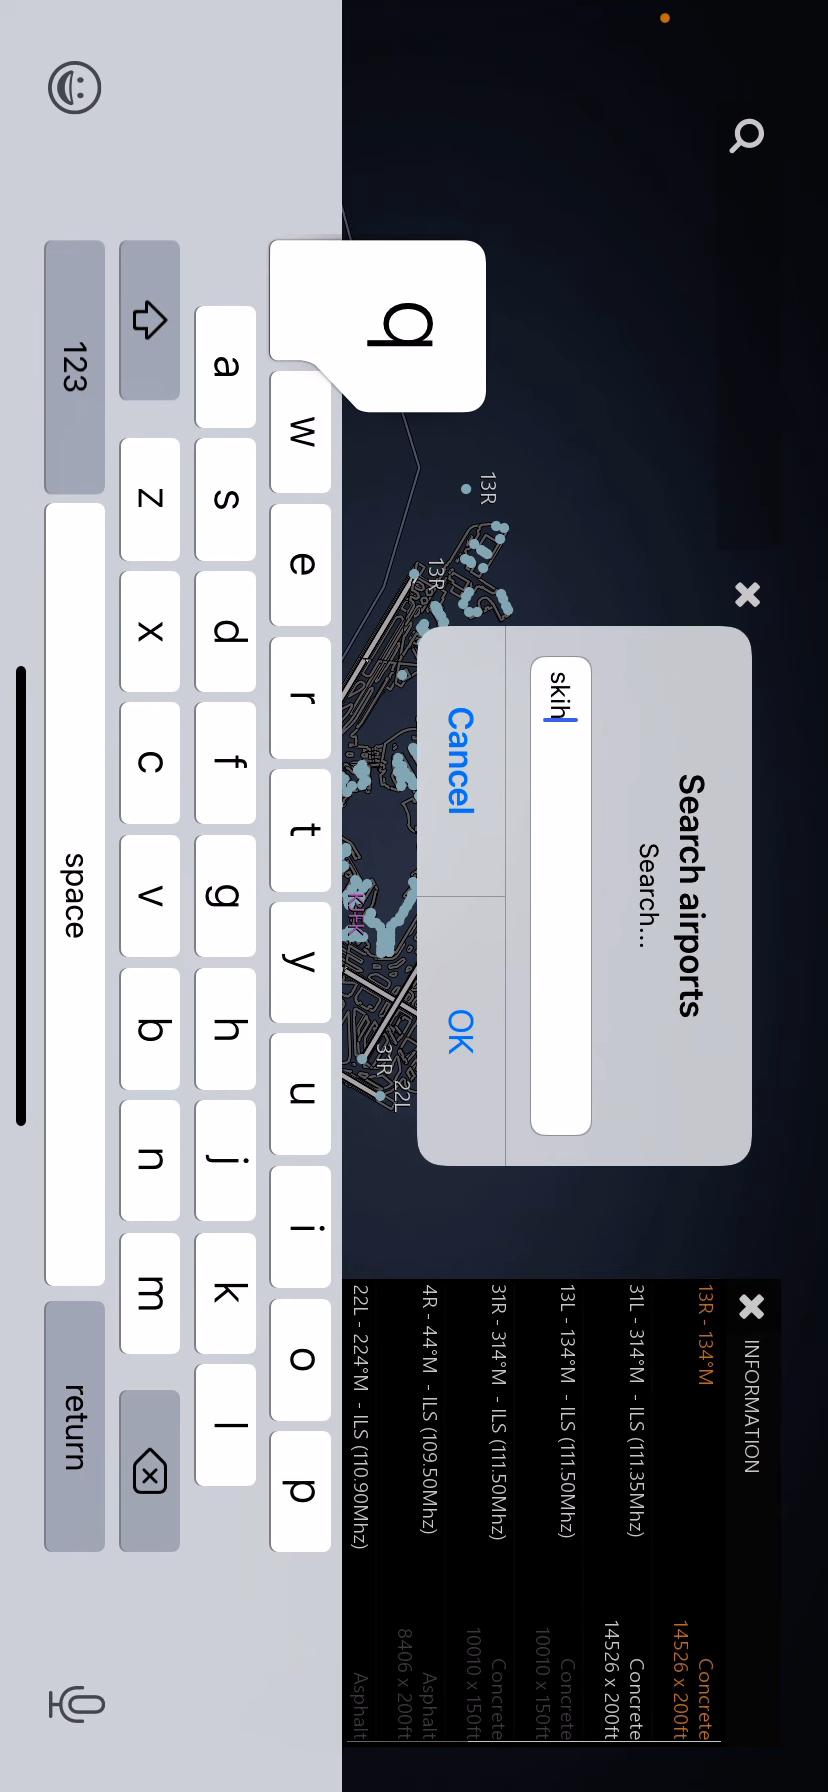 Search airports
Search...
skih
Cancel
OK
13R
13R
KJFK
31R
22L
INFORMATION
13R - 134°M
Concrete
14526 x 200ft
31L - 314°M - ILS (111.35Mhz)
Concrete
14526 x 200ft
13L - 134°M - ILS (111.50Mhz)
Concrete
10010 x 150ft
31R - 314°M - ILS (111.50Mhz)
Concrete
10010 x 150ft
4R - 44°M - ILS (109.50Mhz)
Asphalt
8406 x 200ft
22L - 224°M - ILS (110.90Mhz)
Asphalt
q
w e r t y u i o p
a s d f g h j k l
z x c v b n m
123
space
return